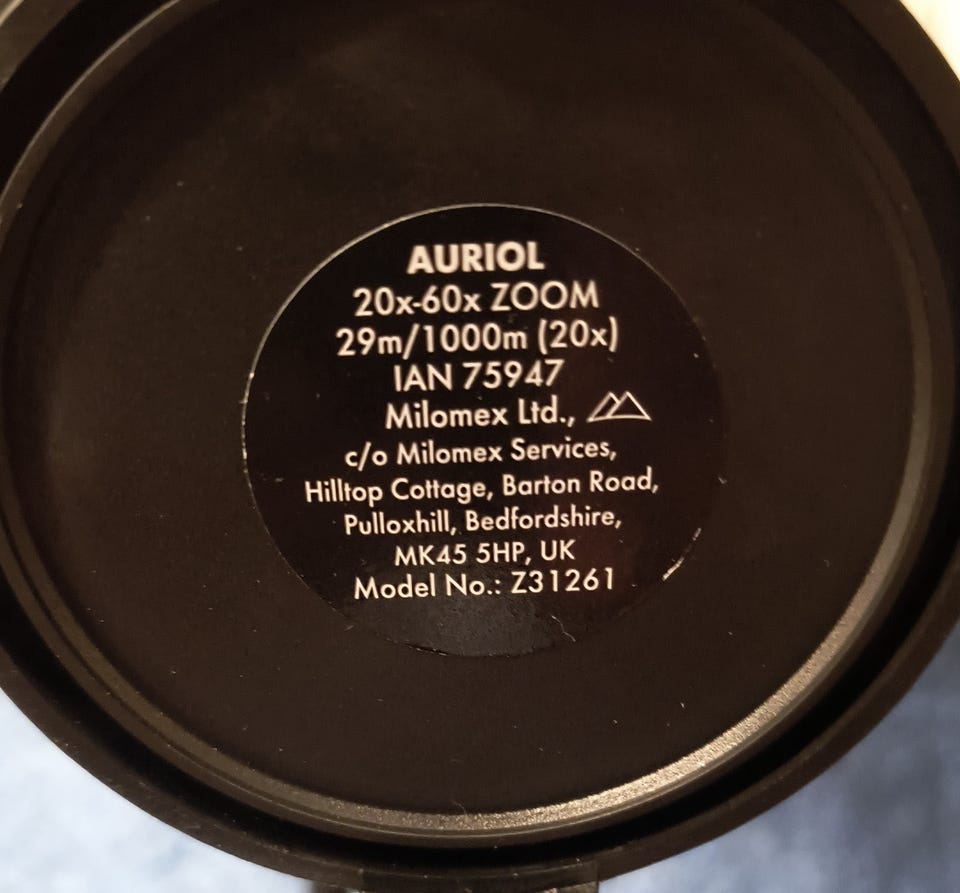 AURIOL
20x-60x ZOOM
29m/1000m (20x)
IAN 75947
Milomex Ltd.,
c/o Milomex Services,
Hilltop Cottage, Barton Road,
Pulloxhill, Bedfordshire,
MK45 5HP, UK
Model No.: Z31261